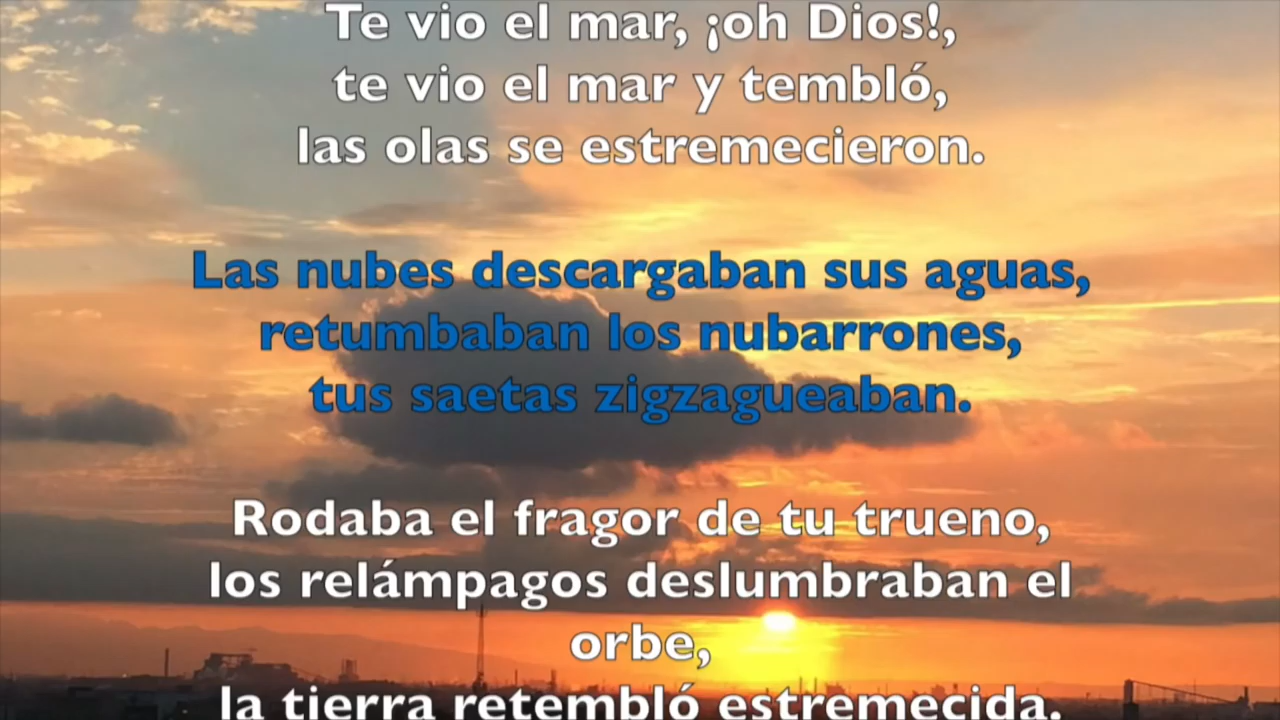 Te vio el mar, ¡oh Dios!,
te vio el mar y tembló,
las olas se estremecieron.
Las nubes descargaban sus aguas,
retumbaban los nubarrones,
tus saetas zigzagueaban.
Rodaba el fragor de tu trueno,
los relámpagos deslumbraban el
orbe,
la tierra retembló estremecida.